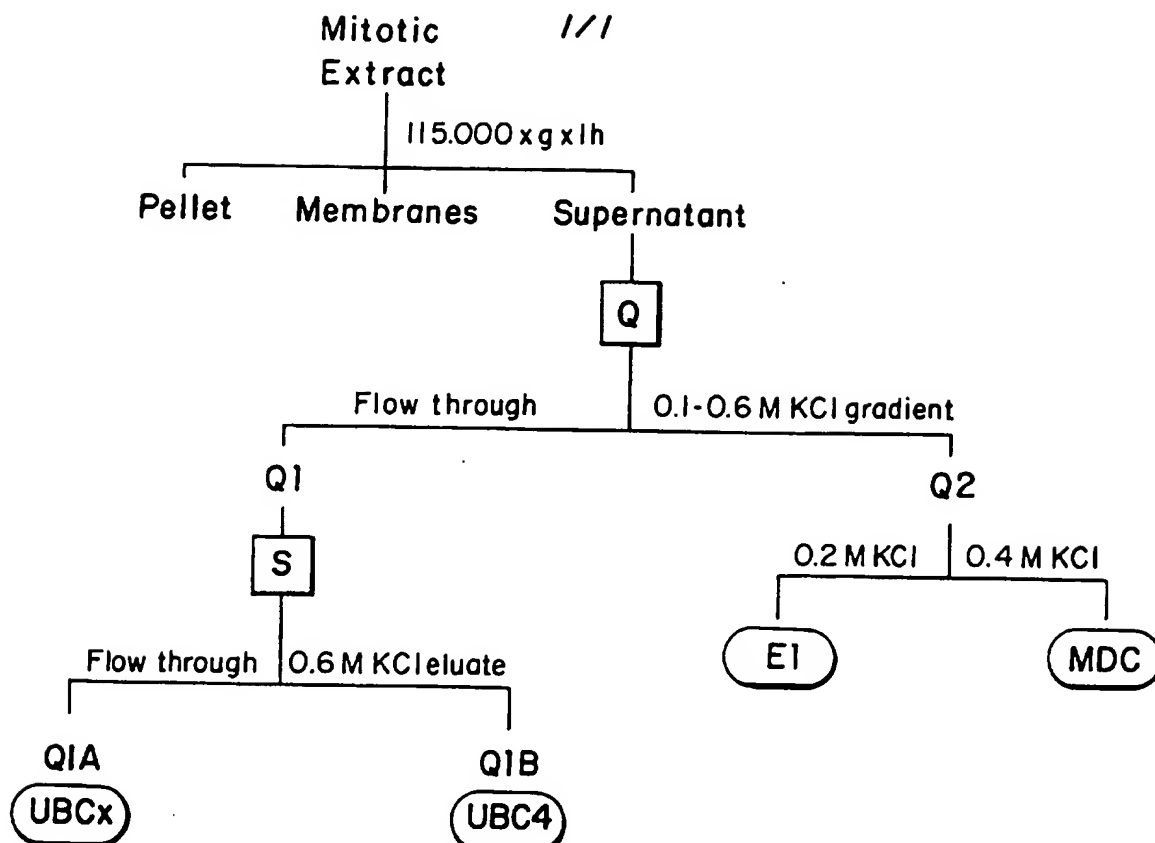 Mitotic
Extract
1/1
115.000 x g x 1h
Pellet
Membranes
Supernatant
Q
Flow through
0.1-0.6 M KCl gradient
Q1
Q2
S
0.2 M KCl
0.4 M KCl
E1
MDC
Flow through
0.6 M KCl eluate
Q1A
Q1B
UBCx
UBC4